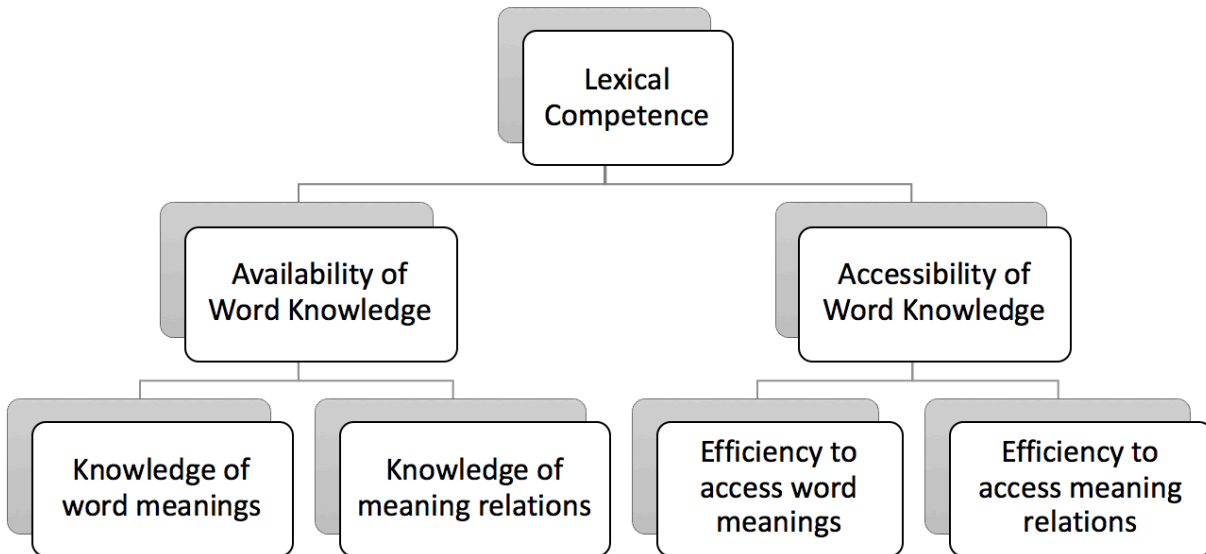 Lexical
Competence
Availability of
Word Knowledge
Accessibility of
Word Knowledge
Knowledge of
word meanings
Knowledge of
meaning relations
Efficiency to
access word
meanings
Efficiency to
access meaning
relations